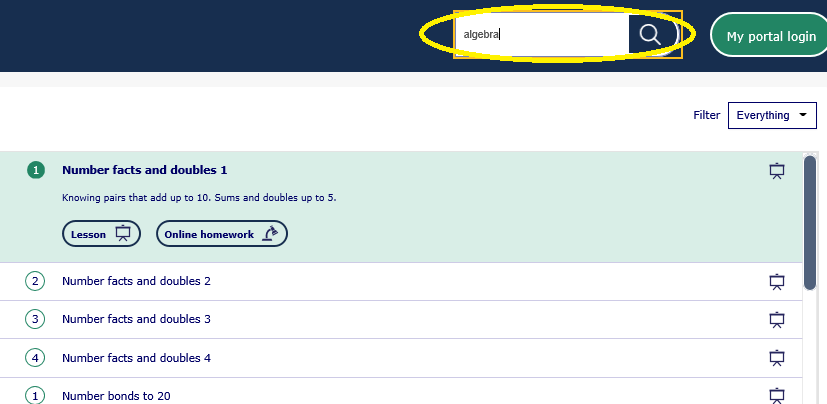 algebra
My portal login
Filter
Everything
1 Number facts and doubles 1
Knowing pairs that add up to 10. Sums and doubles up to 5.
Lesson
Online homework
2 Number facts and doubles 2
3 Number facts and doubles 3
4 Number facts and doubles 4
1 Number bonds to 20